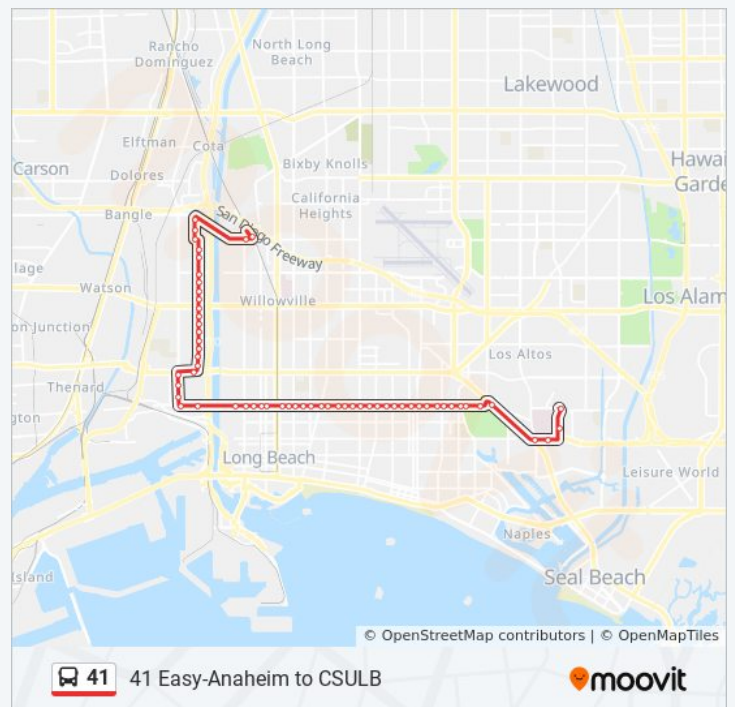 Rancho
Dominguez
North Long
Beach
Lakewood
Elftman
Cota
Bixby Knolls
Carson
Dolores
Hawai
Garde
California
Heights
Bangle
San Diego Freeway
lage
Watson
Willowville
Los Alam
on Junction
Los Altos
Thenard
gton
Long Beach
Leisure World
Naples
Island
Seal Beach
© OpenStreetMap contributors | © OpenMapTiles
41 41 Easy-Anaheim to CSULB
moovit